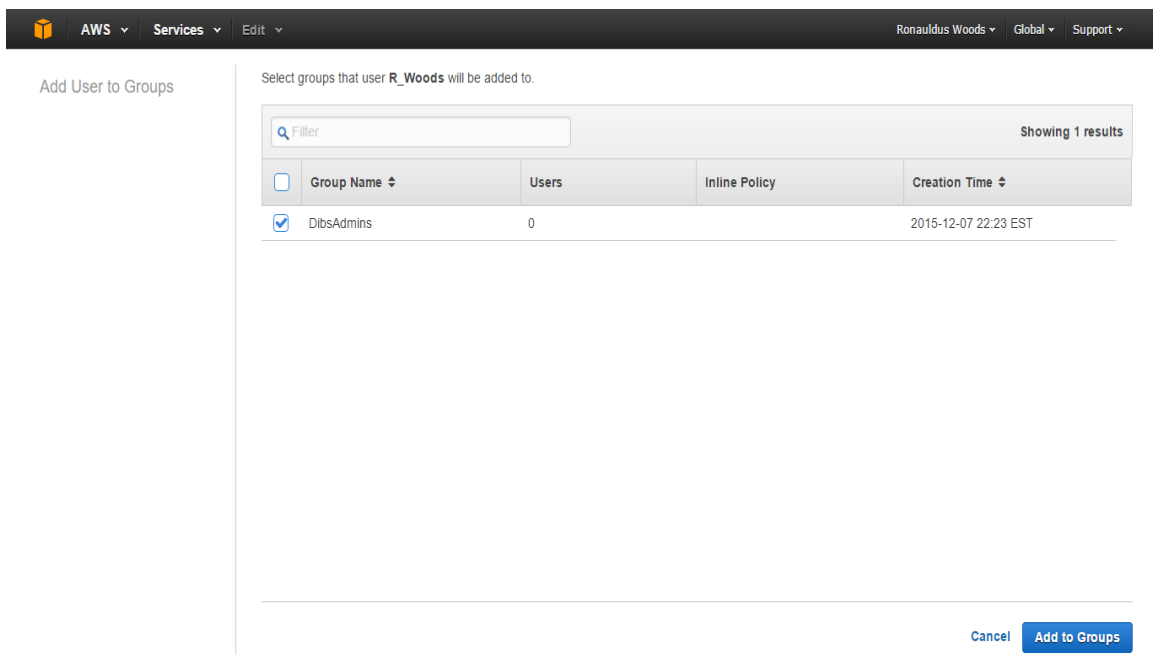 AWS Services Edit Ronauldus Woods Global Support
Add User to Groups
Select groups that user R_Woods will be added to.
Filter Showing 1 results
Group Name Users Inline Policy Creation Time
DibsAdmins 0 2015-12-07 22:23 EST
Cancel Add to Groups